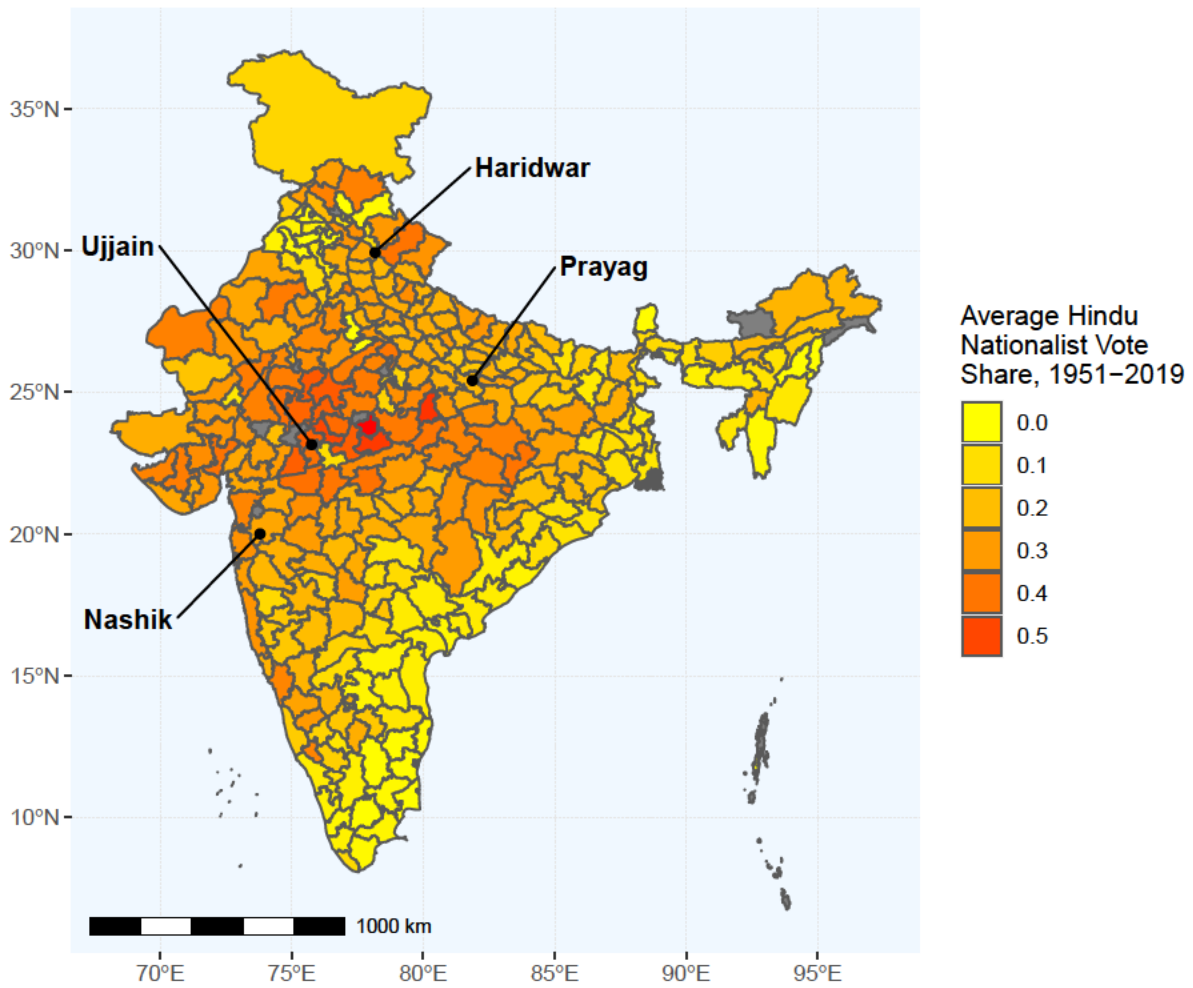 35°N
30°N
25°N
20°N
15°N
10°N
Haridwar
Ujjain
Prayag
Nashik
1000 km
70°E
75°E
80°E
85°E
90°E
95°E
Average Hindu
Nationalist Vote
Share, 1951−2019
0.0
0.1
0.2
0.3
0.4
0.5